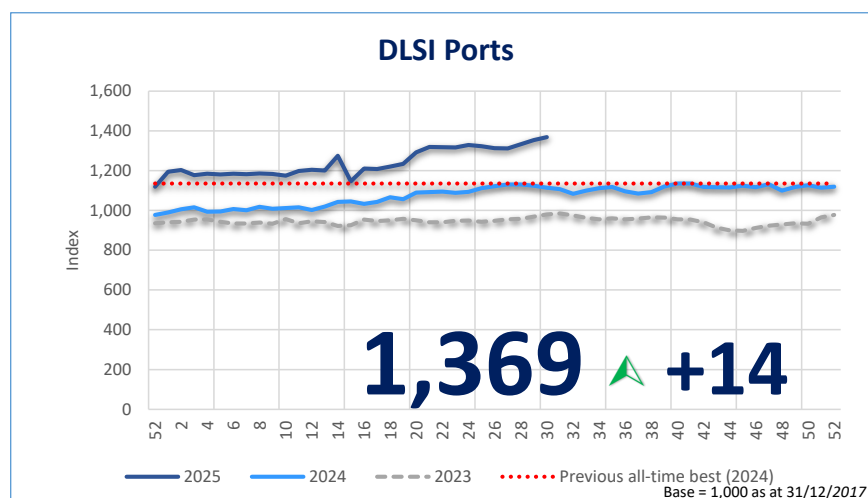 DLSI Ports
1,600
1,400
1,200
1,000
800
600
400
200
0
Index
1,369 +14
52 2 4 6 8 10 12 14 16 18 20 22 24 26 28 30 32 34 36 38 40 42 44 46 48 50 52
2025 2024 2023 Previous all-time best (2024)
Base = 1,000 as at 31/12/2017